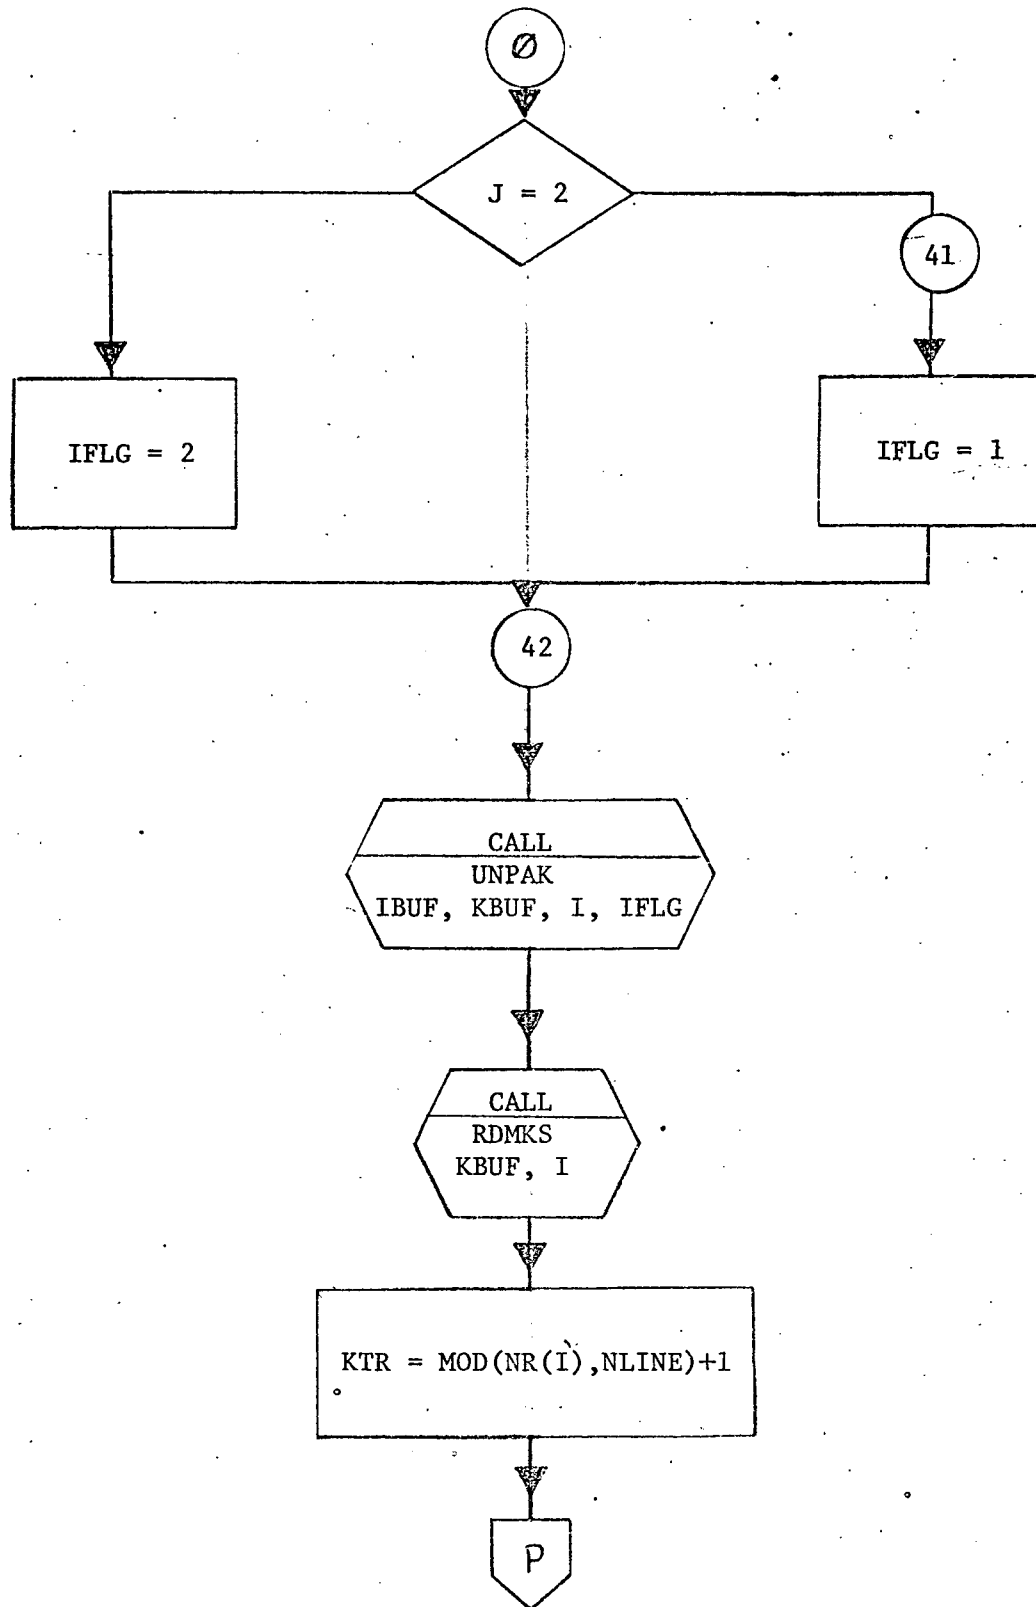 Ø
J = 2
41
IFLG = 2
IFLG = 1
42
CALL
UNPAK
IBUF, KBUF, I, IFLG
CALL
RDMKS
KBUF, I
KTR = MOD(NR(I),NLINE)+1
P